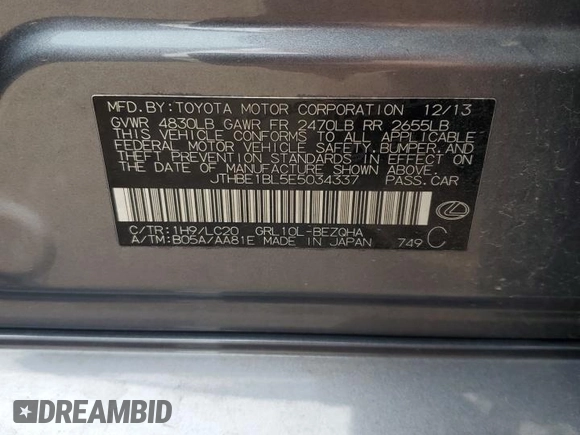 MFD.BY:TOYOTA MOTOR CORPORATION 12/13
GVWR 4830LB GAWR FR 2470LB RR 2655LB
THIS VEHICLE CONFORMS TO ALL APPLICABLE
FEDERAL MOTOR VEHICLE SAFETY,BUMPER,AND
THEFT PREVENTION STANDARDS IN EFFECT ON
THE DATE OF MANUFACTURE SHOWN ABOVE.
JTHBE1BL5E5034337 PASS.CAR
C/TR:1H9/LC20 GRL10L-BEZQHA
A/TM:B05A/AA81E MADE IN JAPAN 749 C
DREAMBID